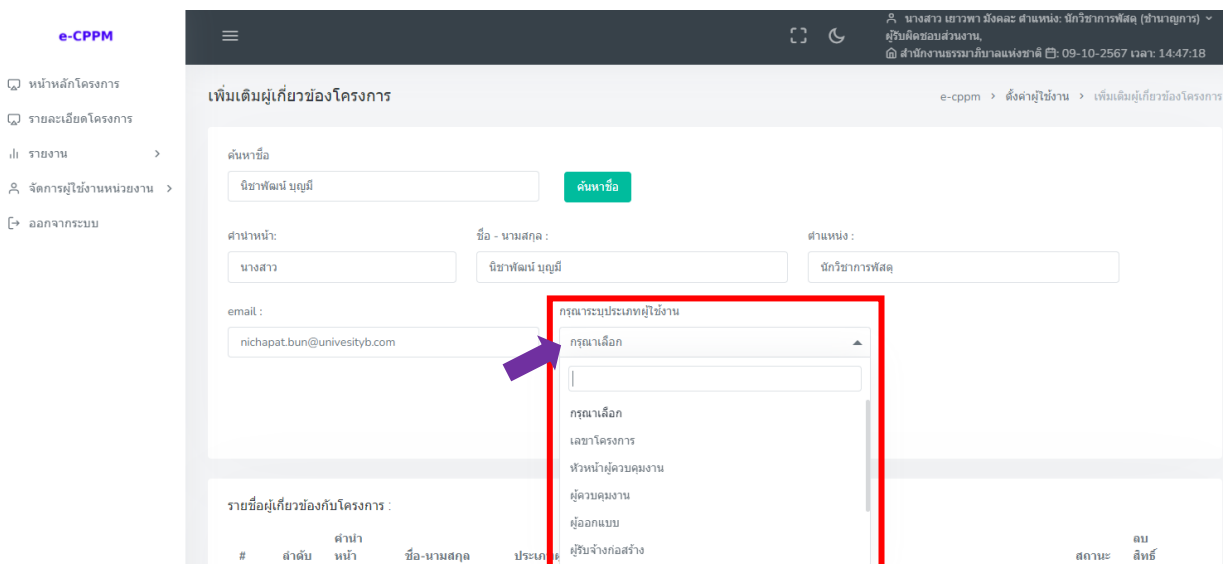 e-CPPM
นางสาว เยาวพา มังคละ ตำแหน่ง: นักวิชาการพัสดุ (ชำนาญการ)
ผู้รับผิดชอบส่วนงาน,
สำนักงานธรรมาภิบาลแห่งชาติ : 09-10-2567 เวลา: 14:47:18
หน้าหลักโครงการ
รายละเอียดโครงการ
รายงาน
จัดการผู้ใช้งานหน่วยงาน
ออกจากระบบ
เพิ่มเติมผู้เกี่ยวข้องโครงการ
e-cppm > ตั้งค่าผู้ใช้งาน > เพิ่มเติมผู้เกี่ยวข้องโครงการ
ค้นหาชื่อ
นิชาพัฒน์ บุญมี ค้นหาชื่อ
คำนำหน้า: ชื่อ - นามสกุล : ตำแหน่ง :
นางสาว นิชาพัฒน์ บุญมี นักวิชาการพัสดุ
email : กรุณาระบุประเภทผู้ใช้งาน
nichapat.bun@univesityb.com กรุณาเลือก
กรุณาเลือก
เลขาโครงการ
หัวหน้าผู้ควบคุมงาน
ผู้ควบคุมงาน
ผู้ออกแบบ
ผู้รับจ้างก่อสร้าง
รายชื่อผู้เกี่ยวข้องกับโครงการ :
# ลำดับ คำนำหน้า ชื่อ-นามสกุล สถานะ ลบสิทธิ์